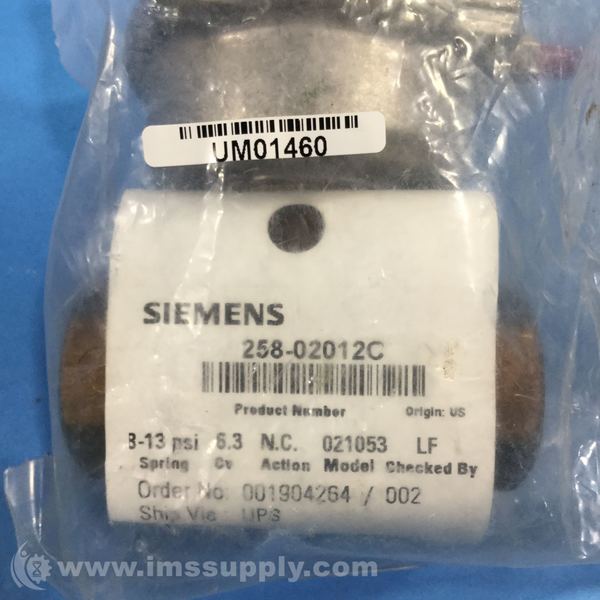 UM01460
SIEMENS
258-02012C
Product Number Origin: US
8-13 psi 6.3 N.C. 021053 LF
Spring Cv Action Model Checked By
Order No: 001904264 / 002
Ship Via : UPS
www.imssupply.com